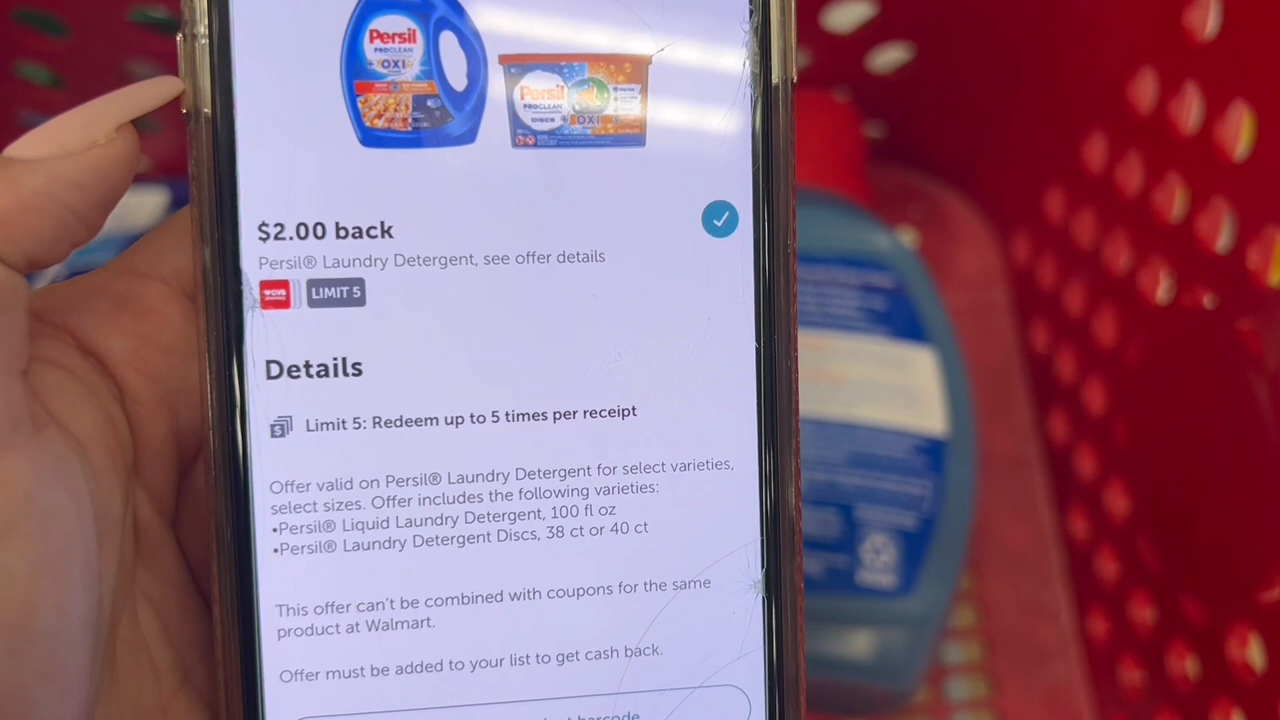 Persil
PROCLEAN
+OXI
Persil
PROCLEAN
DISCS +OXI
$2.00 back
Persil® Laundry Detergent, see offer details
CVS
pharmacy
LIMIT 5
Details
Limit 5: Redeem up to 5 times per receipt
Offer valid on Persil® Laundry Detergent for select varieties,
select sizes. Offer includes the following varieties:
•Persil® Liquid Laundry Detergent, 100 fl oz
•Persil® Laundry Detergent Discs, 38 ct or 40 ct
This offer can't be combined with coupons for the same
product at Walmart.
Offer must be added to your list to get cash back.
barcode